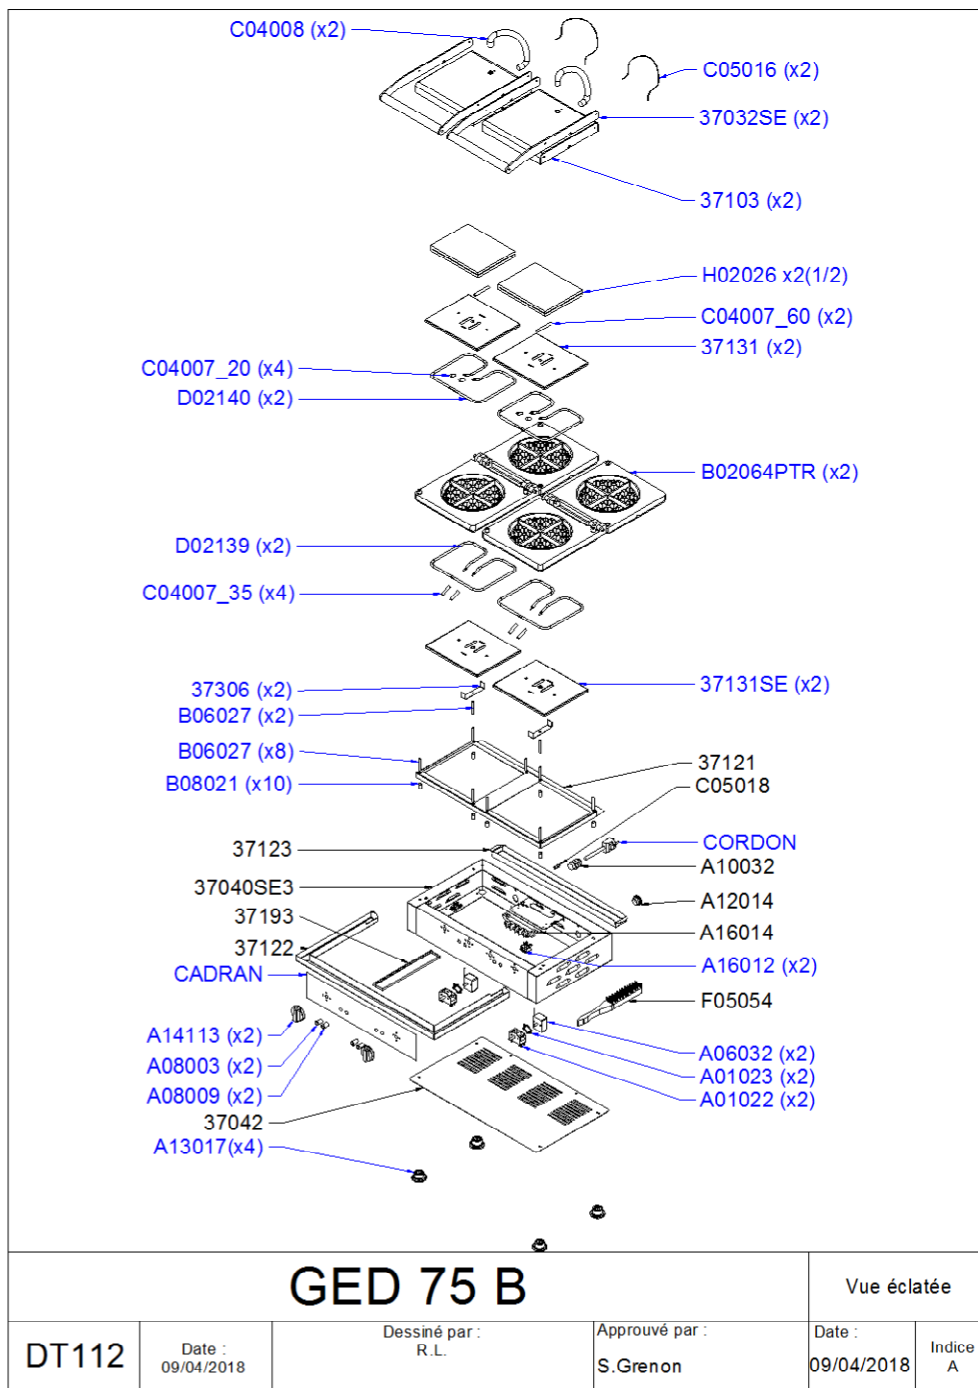 C04008 (x2)
C05016 (x2)
37032SE (x2)
37103 (x2)
H02026 x2(1/2)
C04007_60 (x2)
37131 (x2)
C04007_20 (x4)
D02140 (x2)
B02064PTR (x2)
D02139 (x2)
C04007_35 (x4)
37131SE (x2)
37306 (x2)
B06027 (x2)
B06027 (x8)
B08021 (x10)
37121
C05018
CORDON
A10032
37123
37040SE3
A12014
37193
A16014
37122
A16012 (x2)
CADRAN
F05054
A14113 (x2)
A08003 (x2)
A08009 (x2)
A06032 (x2)
A01023 (x2)
A01022 (x2)
37042
A13017(x4)
GED 75 B
Vue éclatée
DT112
Date :
09/04/2018
Dessiné par :
R.L.
Approuvé par :
S.Grenon
Date :
09/04/2018
Indice
A